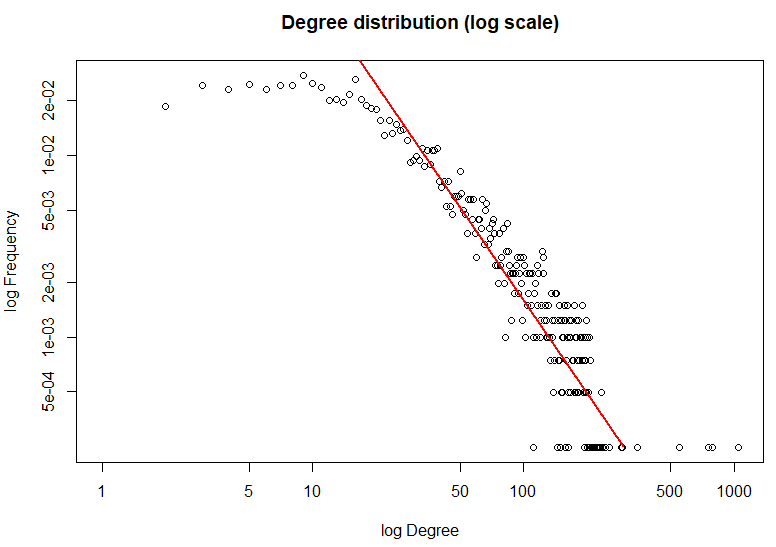 Degree distribution (log scale)
log Frequency
2e-02
1e-02
5e-03
2e-03
1e-03
5e-04
1 5 10 50 100 500 1000
log Degree